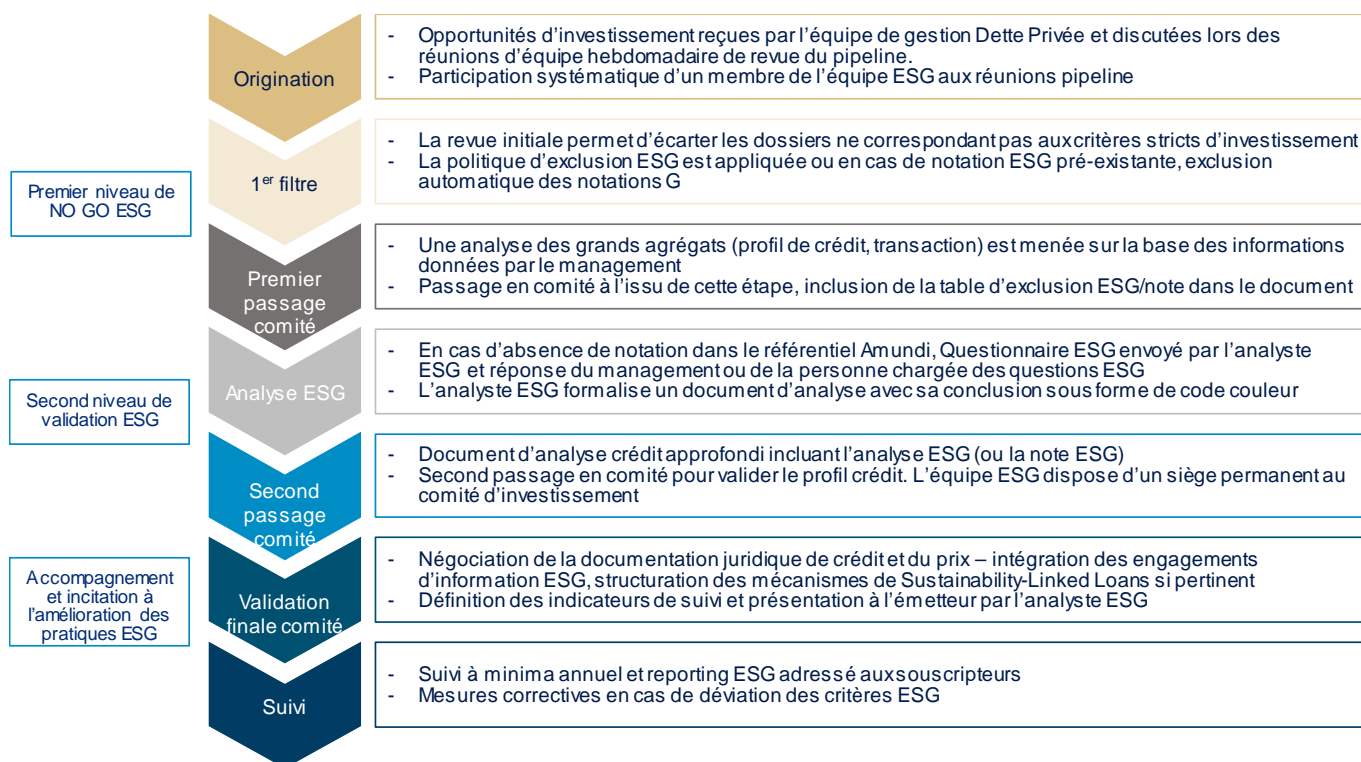 Origination
- Opportunités d'investissement reçues par l'équipe de gestion Dette Privée et discutées lors des
réunions d'équipe hebdomadaire de revue du pipeline.
- Participation systématique d'un membre de l'équipe ESG aux réunions pipeline
Premier niveau de
NO GO ESG
1er filtre
- La revue initiale permet d'écarter les dossiers ne correspondant pas aux critères stricts d'investissement
- La politique d'exclusion ESG est appliquée ou en cas de notation ESG pré-existante, exclusion
automatique des notations G
Premier
passage
comité
- Une analyse des grands agrégats (profil de crédit, transaction) est menée sur la base des informations
données par le management
- Passage en comité à l'issu de cette étape, inclusion de la table d'exclusion ESG/note dans le document
Second niveau de
validation ESG
Analyse ESG
- En cas d'absence de notation dans le référentiel Amundi, Questionnaire ESG envoyé par l'analyste
ESG et réponse du management ou de la personne chargée des questions ESG
- L'analyste ESG formalise un document d'analyse avec sa conclusion sous forme de code couleur
Second
passage
comité
- Document d'analyse crédit approfondi incluant l'analyse ESG (ou la note ESG)
- Second passage en comité pour valider le profil crédit. L'équipe ESG dispose d'un siège permanent au
comité d'investissement
Accompagnement
et incitation à
l'amélioration des
pratiques ESG
Validation
finale comité
- Négociation de la documentation juridique de crédit et du prix – intégration des engagements
d'information ESG, structuration des mécanismes de Sustainability-Linked Loans si pertinent
- Définition des indicateurs de suivi et présentation à l'émetteur par l'analyste ESG
Suivi
- Suivi à minima annuel et reporting ESG adressé aux souscripteurs
- Mesures correctives en cas de déviation des critères ESG